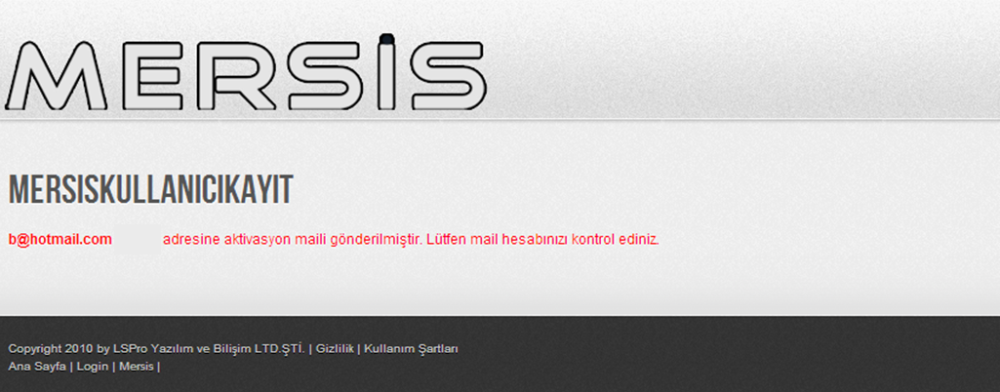 MERSİS
MERSISKULLANICIKAYIT
b@hotmail.com adresine aktivasyon maili gönderilmiştir. Lütfen mail hesabınızı kontrol ediniz.
Copyright 2010 by LSPro Yazılım ve Bilişim LTD.ŞTİ. | Gizlilik | Kullanım Şartları
Ana Sayfa | Login | Mersis |